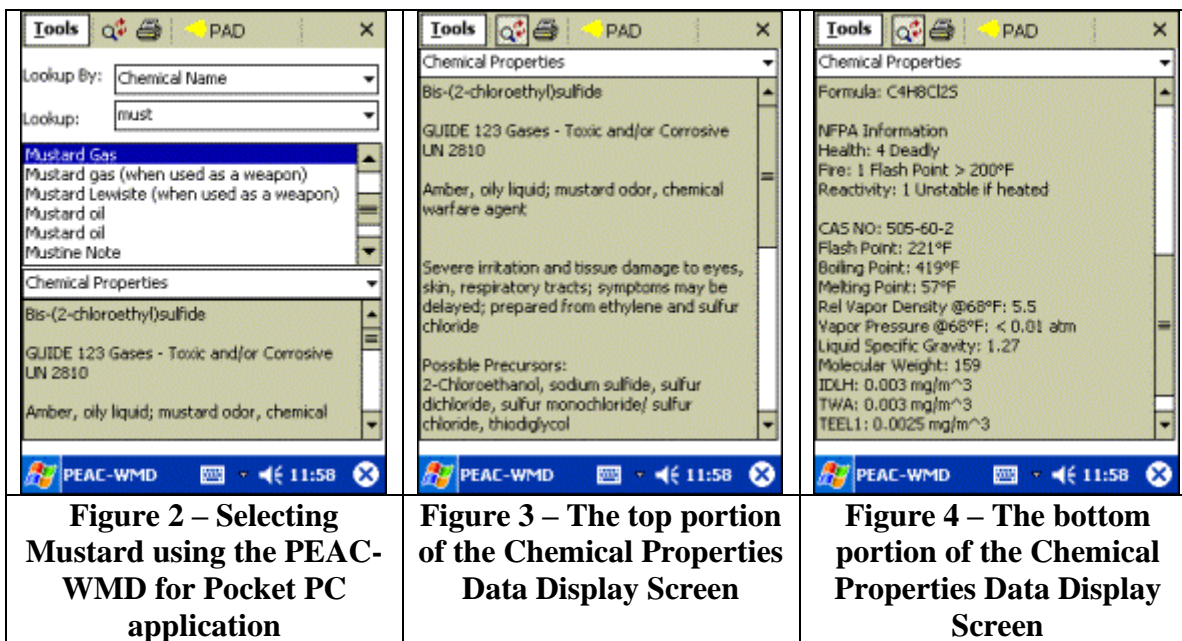 Tools PAD ×
Lookup By: Chemical Name
Lookup: must
Mustard Gas
Mustard gas (when used as a weapon)
Mustard Lewisite (when used as a weapon)
Mustard oil
Mustard oil
Mustine Note
Chemical Properties
Bis-(2-chloroethyl)sulfide
GUIDE 123 Gases - Toxic and/or Corrosive
UN 2810
Amber, oily liquid; mustard odor, chemical
PEAC-WMD 11:58
Figure 2 – Selecting
Mustard using the PEAC-
WMD for Pocket PC
application
Tools PAD ×
Chemical Properties
Bis-(2-chloroethyl)sulfide
GUIDE 123 Gases - Toxic and/or Corrosive
UN 2810
Amber, oily liquid; mustard odor, chemical
warfare agent
Severe irritation and tissue damage to eyes,
skin, respiratory tracts; symptoms may be
delayed; prepared from ethylene and sulfur
chloride
Possible Precursors:
2-Chloroethanol, sodium sulfide, sulfur
dichloride, sulfur monochloride/ sulfur
chloride, thiodiglycol
PEAC-WMD 11:58
Figure 3 – The top portion
of the Chemical Properties
Data Display Screen
Tools PAD ×
Chemical Properties
Formula: C4H8Cl2S
NFPA Information
Health: 4 Deadly
Fire: 1 Flash Point > 200°F
Reactivity: 1 Unstable if heated
CAS NO: 505-60-2
Flash Point: 221°F
Boiling Point: 419°F
Melting Point: 57°F
Rel Vapor Density @68°F: 5.5
Vapor Pressure @68°F: < 0.01 atm
Liquid Specific Gravity: 1.27
Molecular Weight: 159
IDLH: 0.003 mg/m^3
TWA: 0.003 mg/m^3
TEEL1: 0.0025 mg/m^3
PEAC-WMD 11:58
Figure 4 – The bottom
portion of the Chemical
Properties Data Display
Screen